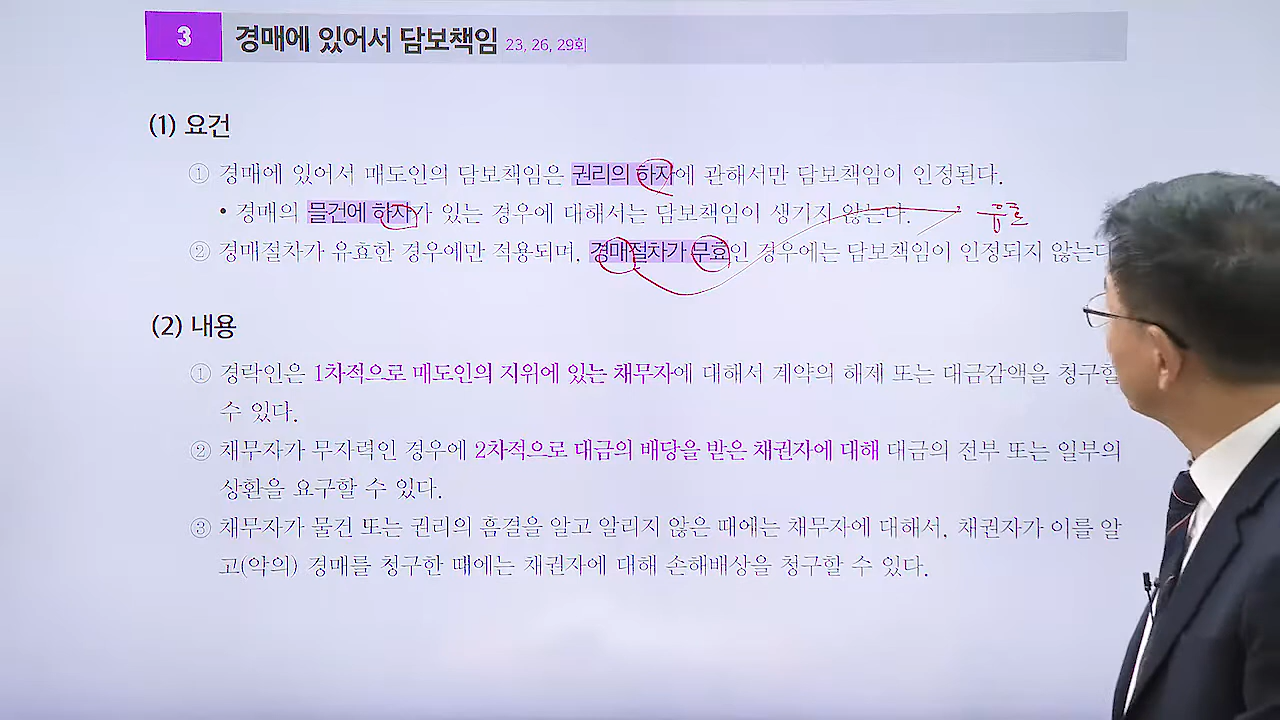 3 경매에 있어서 담보책임 23, 26, 29회
(1) 요건
① 경매에 있어서 매도인의 담보책임은 권리의 하자에 관해서만 담보책임이 인정된다.
• 경매의 물건에 하자가 있는 경우에 대해서는 담보책임이 생기지 않는다. 무효
② 경매절차가 유효한 경우에만 적용되며, 경매절차가 무효인 경우에는 담보책임이 인정되지 않는다
(2) 내용
① 경락인은 1차적으로 매도인의 지위에 있는 채무자에 대해서 계약의 해제 또는 대금감액을 청구할
수 있다.
② 채무자가 무자력인 경우에 2차적으로 대금의 배당을 받은 채권자에 대해 대금의 전부 또는 일부의
상환을 요구할 수 있다.
③ 채무자가 물건 또는 권리의 흠결을 알고 알리지 않은 때에는 채무자에 대해서, 채권자가 이를 알
고(악의) 경매를 청구한 때에는 채권자에 대해 손해배상을 청구할 수 있다.